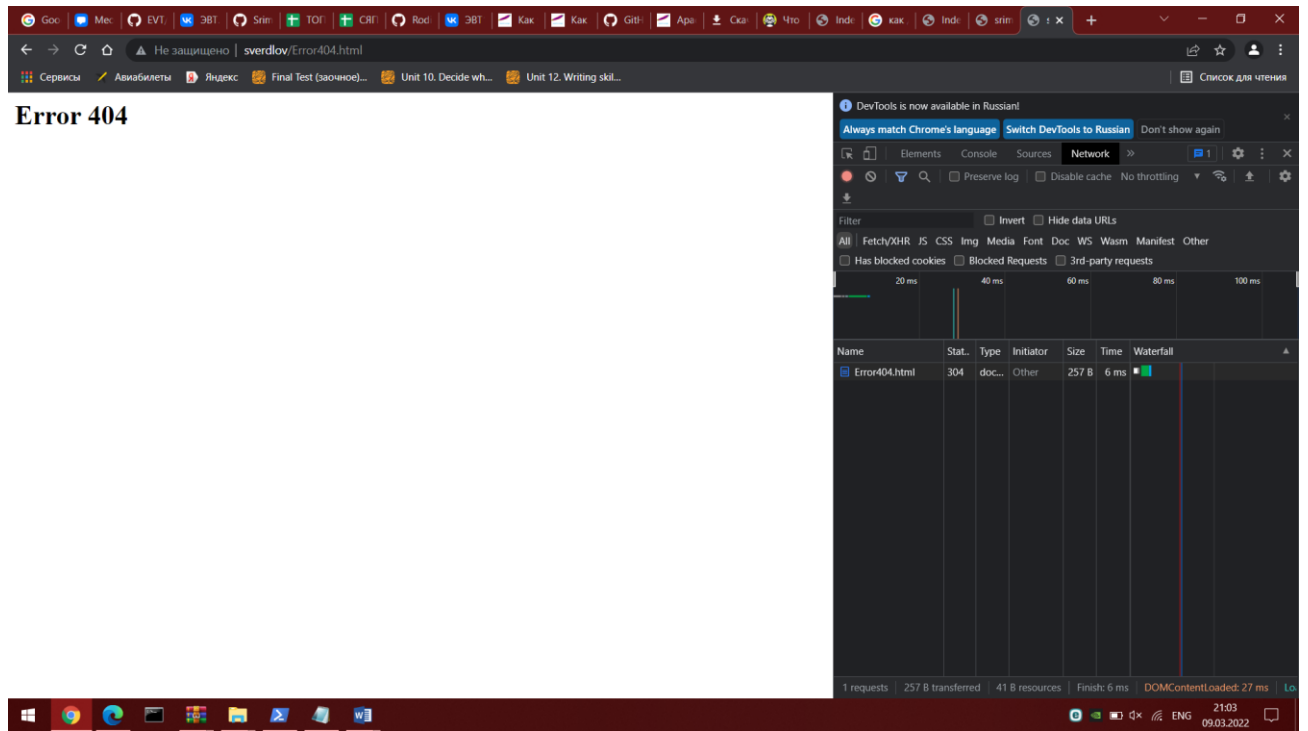 Goo Мес EVT. ЭВТ. Srim ТОП СЯП Rodi ЭВТ Как Как GitH Apa Ска Что Inde как Inde srim
Не защищено | sverdlov/Error404.html
Сервисы Авиабилеты Яндекс Final Test (заочное)... Unit 10. Decide wh... Unit 12. Writing skil... Список для чтения
Error 404
DevTools is now available in Russian!
Always match Chrome's language Switch DevTools to Russian Don't show again
Elements Console Sources Network » 1
Preserve log Disable cache No throttling
Filter Invert Hide data URLs
All Fetch/XHR JS CSS Img Media Font Doc WS Wasm Manifest Other
Has blocked cookies Blocked Requests 3rd-party requests
20 ms 40 ms 60 ms 80 ms 100 ms
Name Stat.. Type Initiator Size Time Waterfall
Error404.html 304 doc... Other 257 B 6 ms
1 requests 257 B transferred 41 B resources Finish: 6 ms DOMContentLoaded: 27 ms Lo
ENG 21:03
09.03.2022